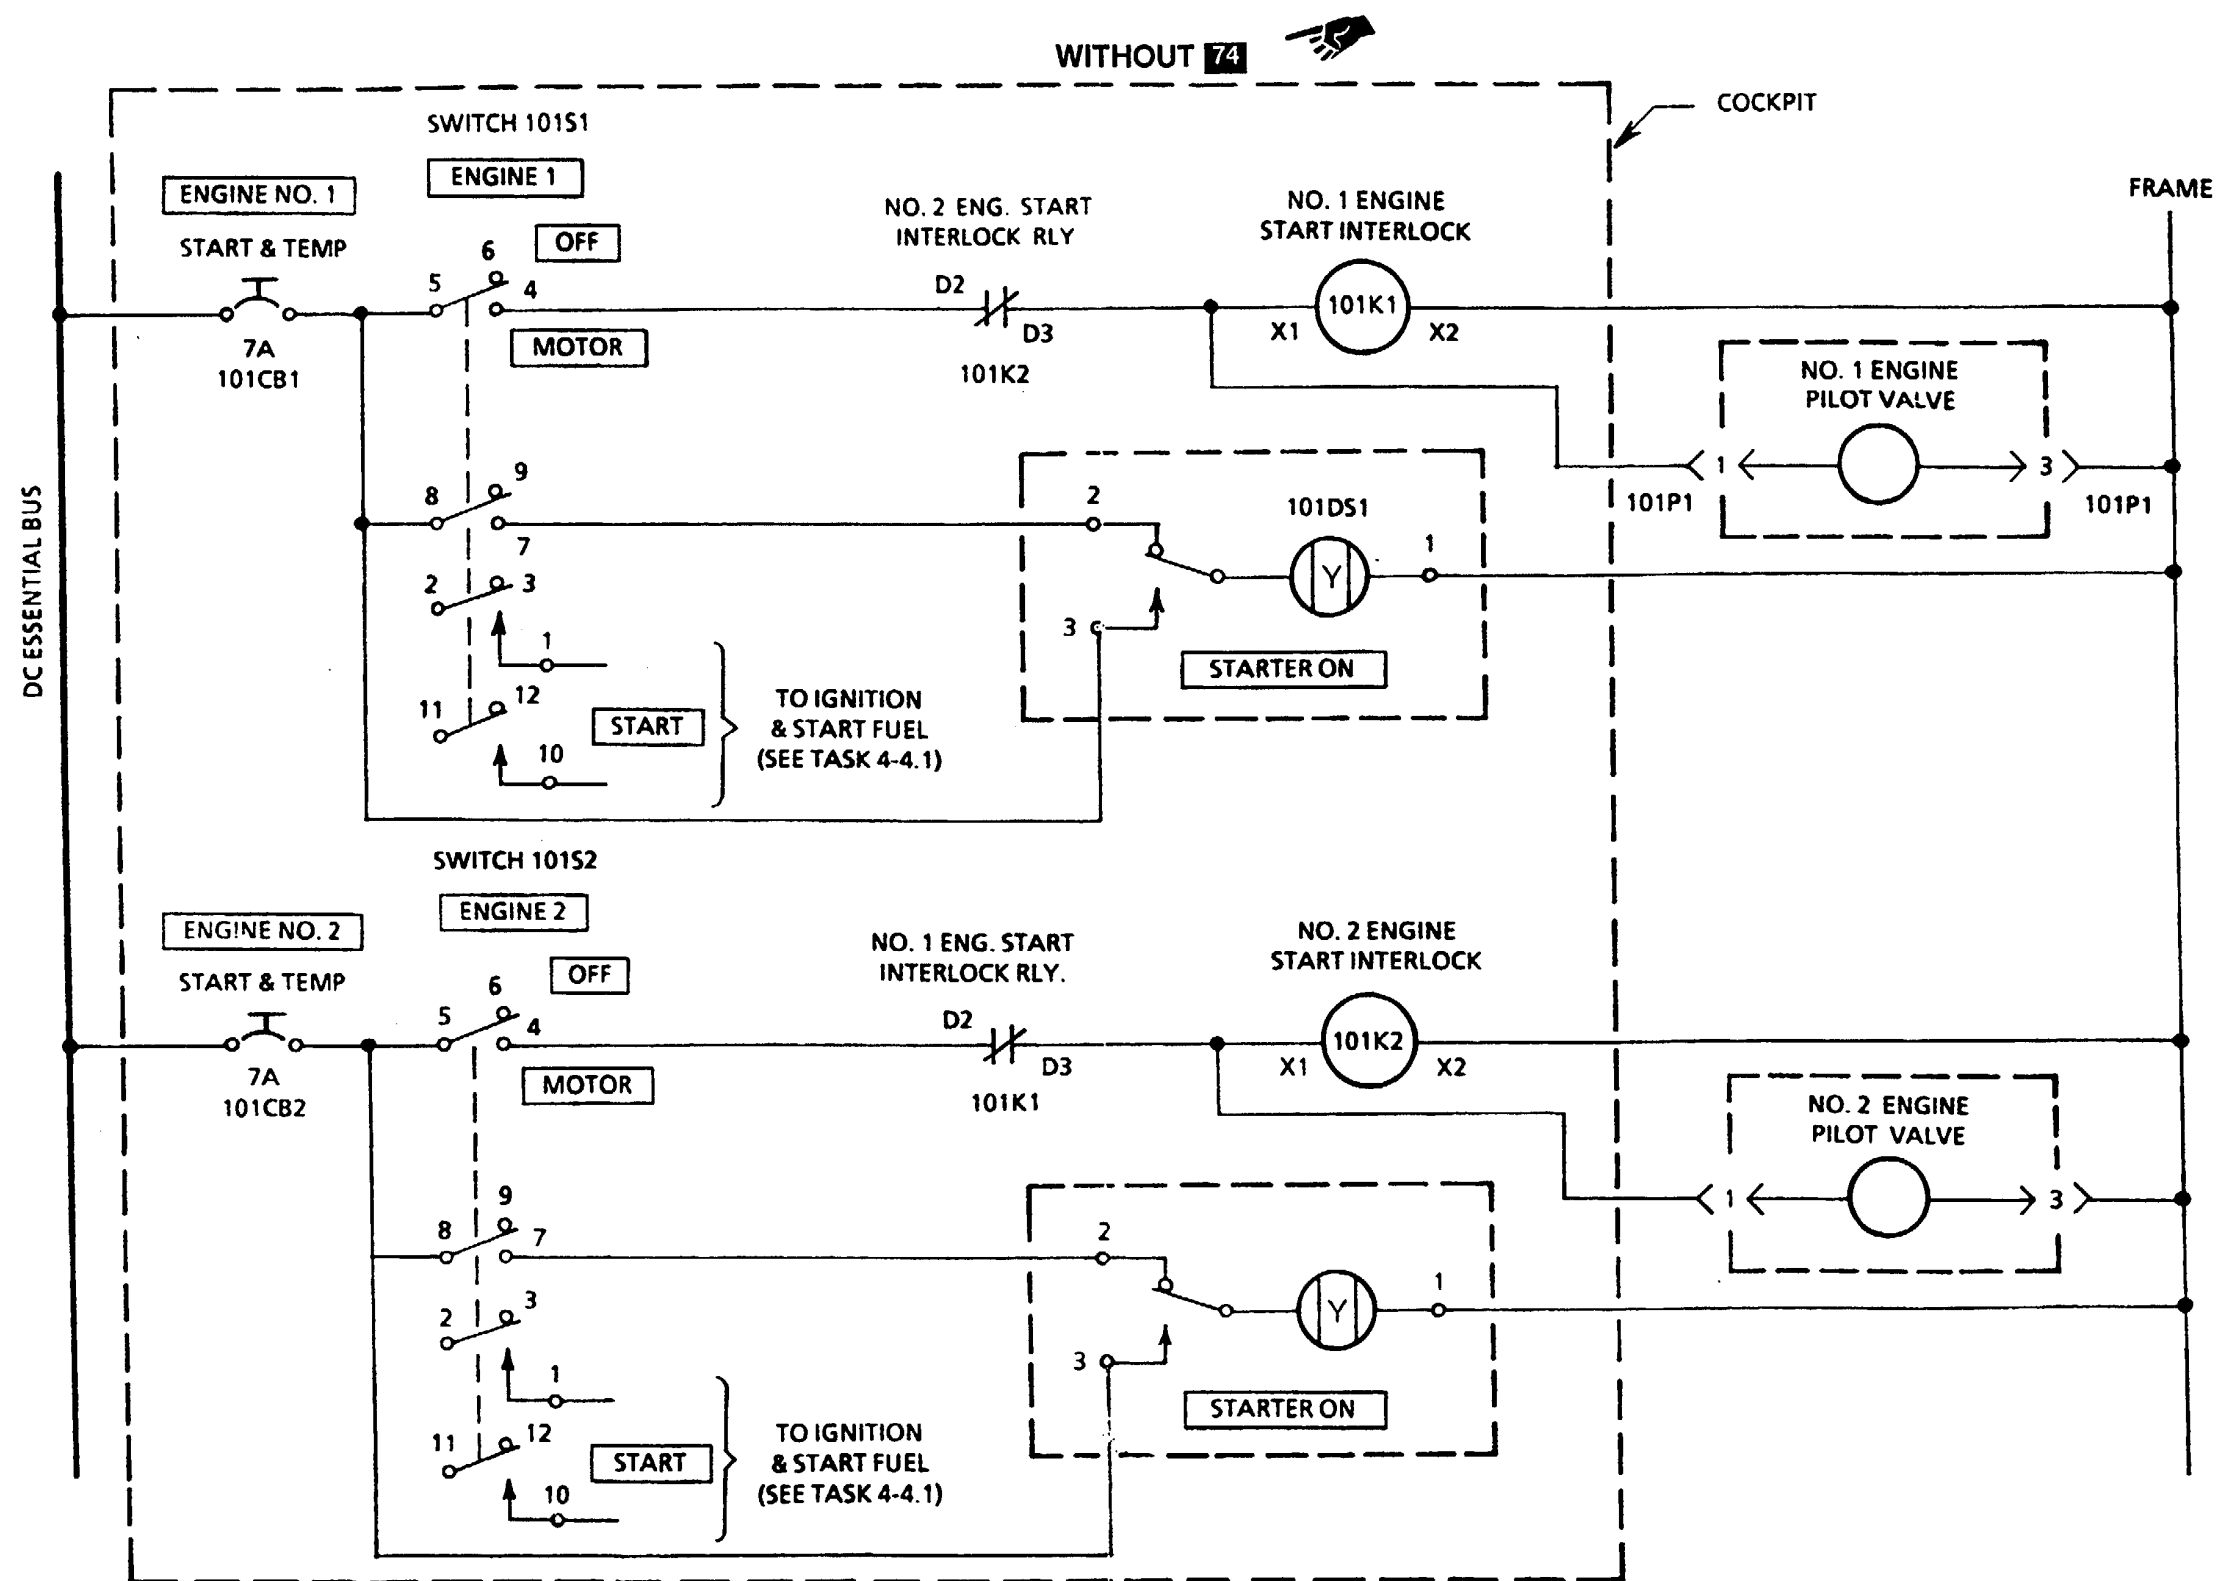 WITHOUT 74
COCKPIT
SWITCH 101S1
ENGINE 1
ENGINE NO. 1
START & TEMP
7A
101CB1
OFF
6
5
4
MOTOR
NO. 2 ENG. START
INTERLOCK RLY
D2
D3
101K2
NO. 1 ENGINE
START INTERLOCK
101K1
X1
X2
FRAME
NO. 1 ENGINE
PILOT VALVE
1
3
101P1
101P1
DC ESSENTIAL BUS
9
8
7
2
3
1
11
12
10
START
TO IGNITION
& START FUEL
(SEE TASK 4-4.1)
2
101DS1
Y
1
3
STARTER ON
SWITCH 101S2
ENGINE 2
ENGINE NO. 2
START & TEMP
7A
101CB2
OFF
6
5
4
MOTOR
NO. 1 ENG. START
INTERLOCK RLY.
D2
D3
101K1
NO. 2 ENGINE
START INTERLOCK
101K2
X1
X2
NO. 2 ENGINE
PILOT VALVE
1
3
9
8
7
2
3
1
11
12
10
START
TO IGNITION
& START FUEL
(SEE TASK 4-4.1)
2
Y
1
3
STARTER ON